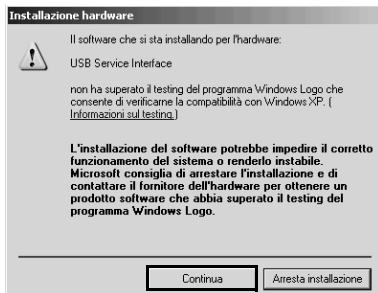 Installazione hardware
Il software che si sta installando per l'hardware:
USB Service Interface
non ha superato il testing del programma Windows Logo che
consente di verificarne la compatibilità con Windows XP. (
Informazioni sul testing.)
L'installazione del software potrebbe impedire il corretto
funzionamento del sistema o renderlo instabile.
Microsoft consiglia di arrestare l'installazione e di
contattare il fornitore dell'hardware per ottenere un
prodotto software che abbia superato il testing del
programma Windows Logo.
Continua
Arresta installazione